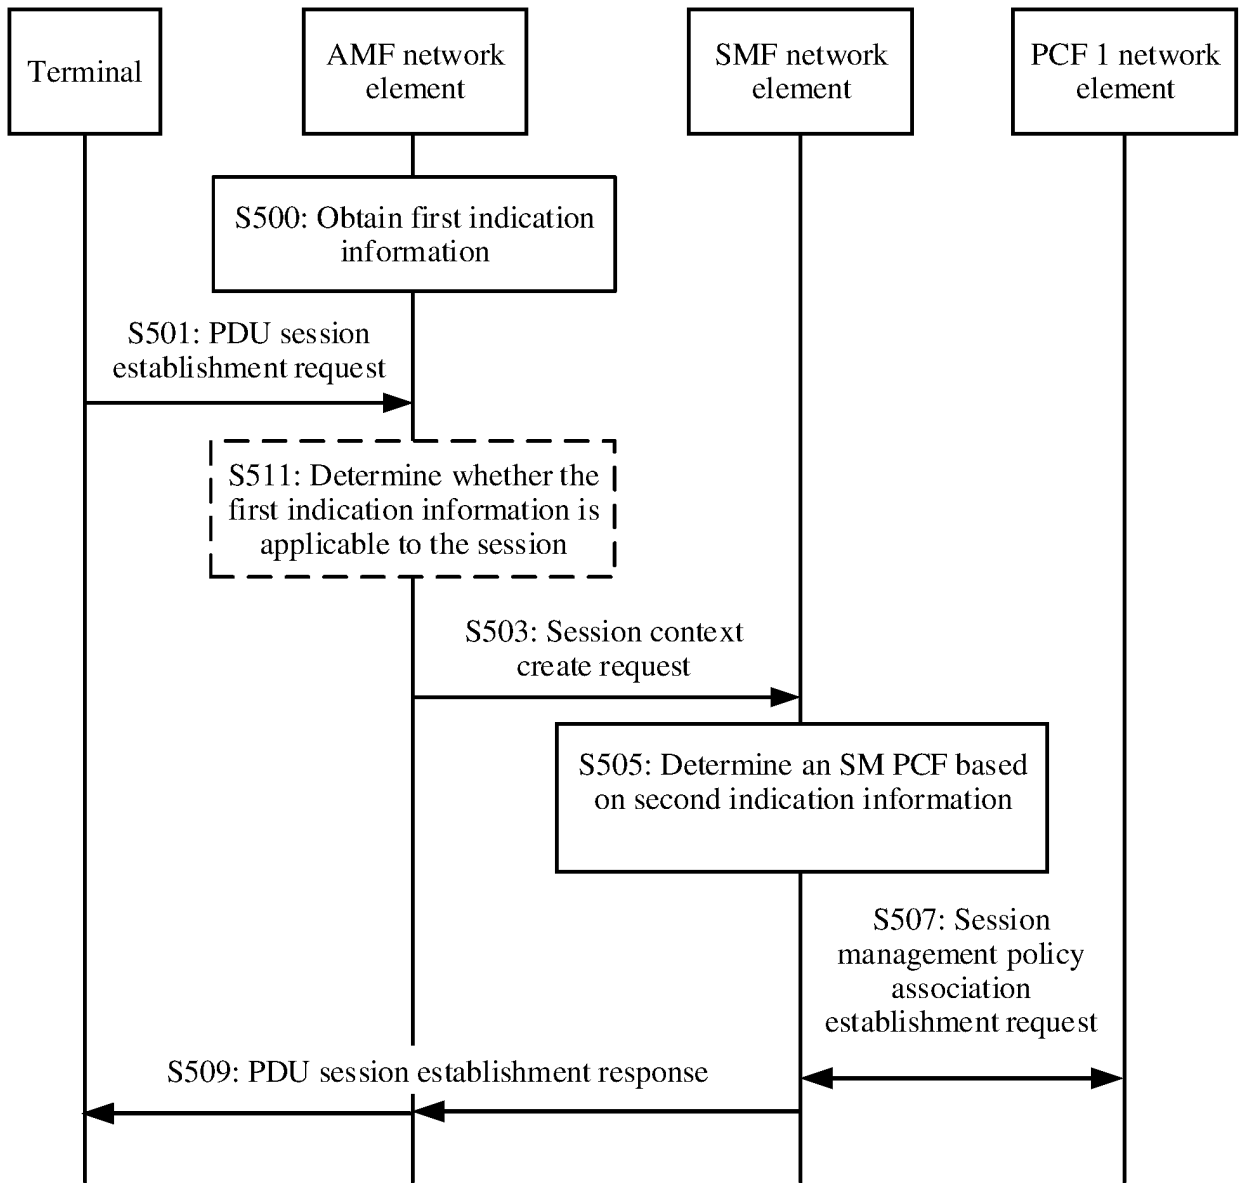 Terminal
AMF network
element
SMF network
element
PCF 1 network
element
S500: Obtain first indication
information
S501: PDU session
establishment request
S511: Determine whether the
first indication information is
applicable to the session
S503: Session context
create request
S505: Determine an SM PCF based
on second indication information
S507: Session
management policy
association
establishment request
S509: PDU session establishment response